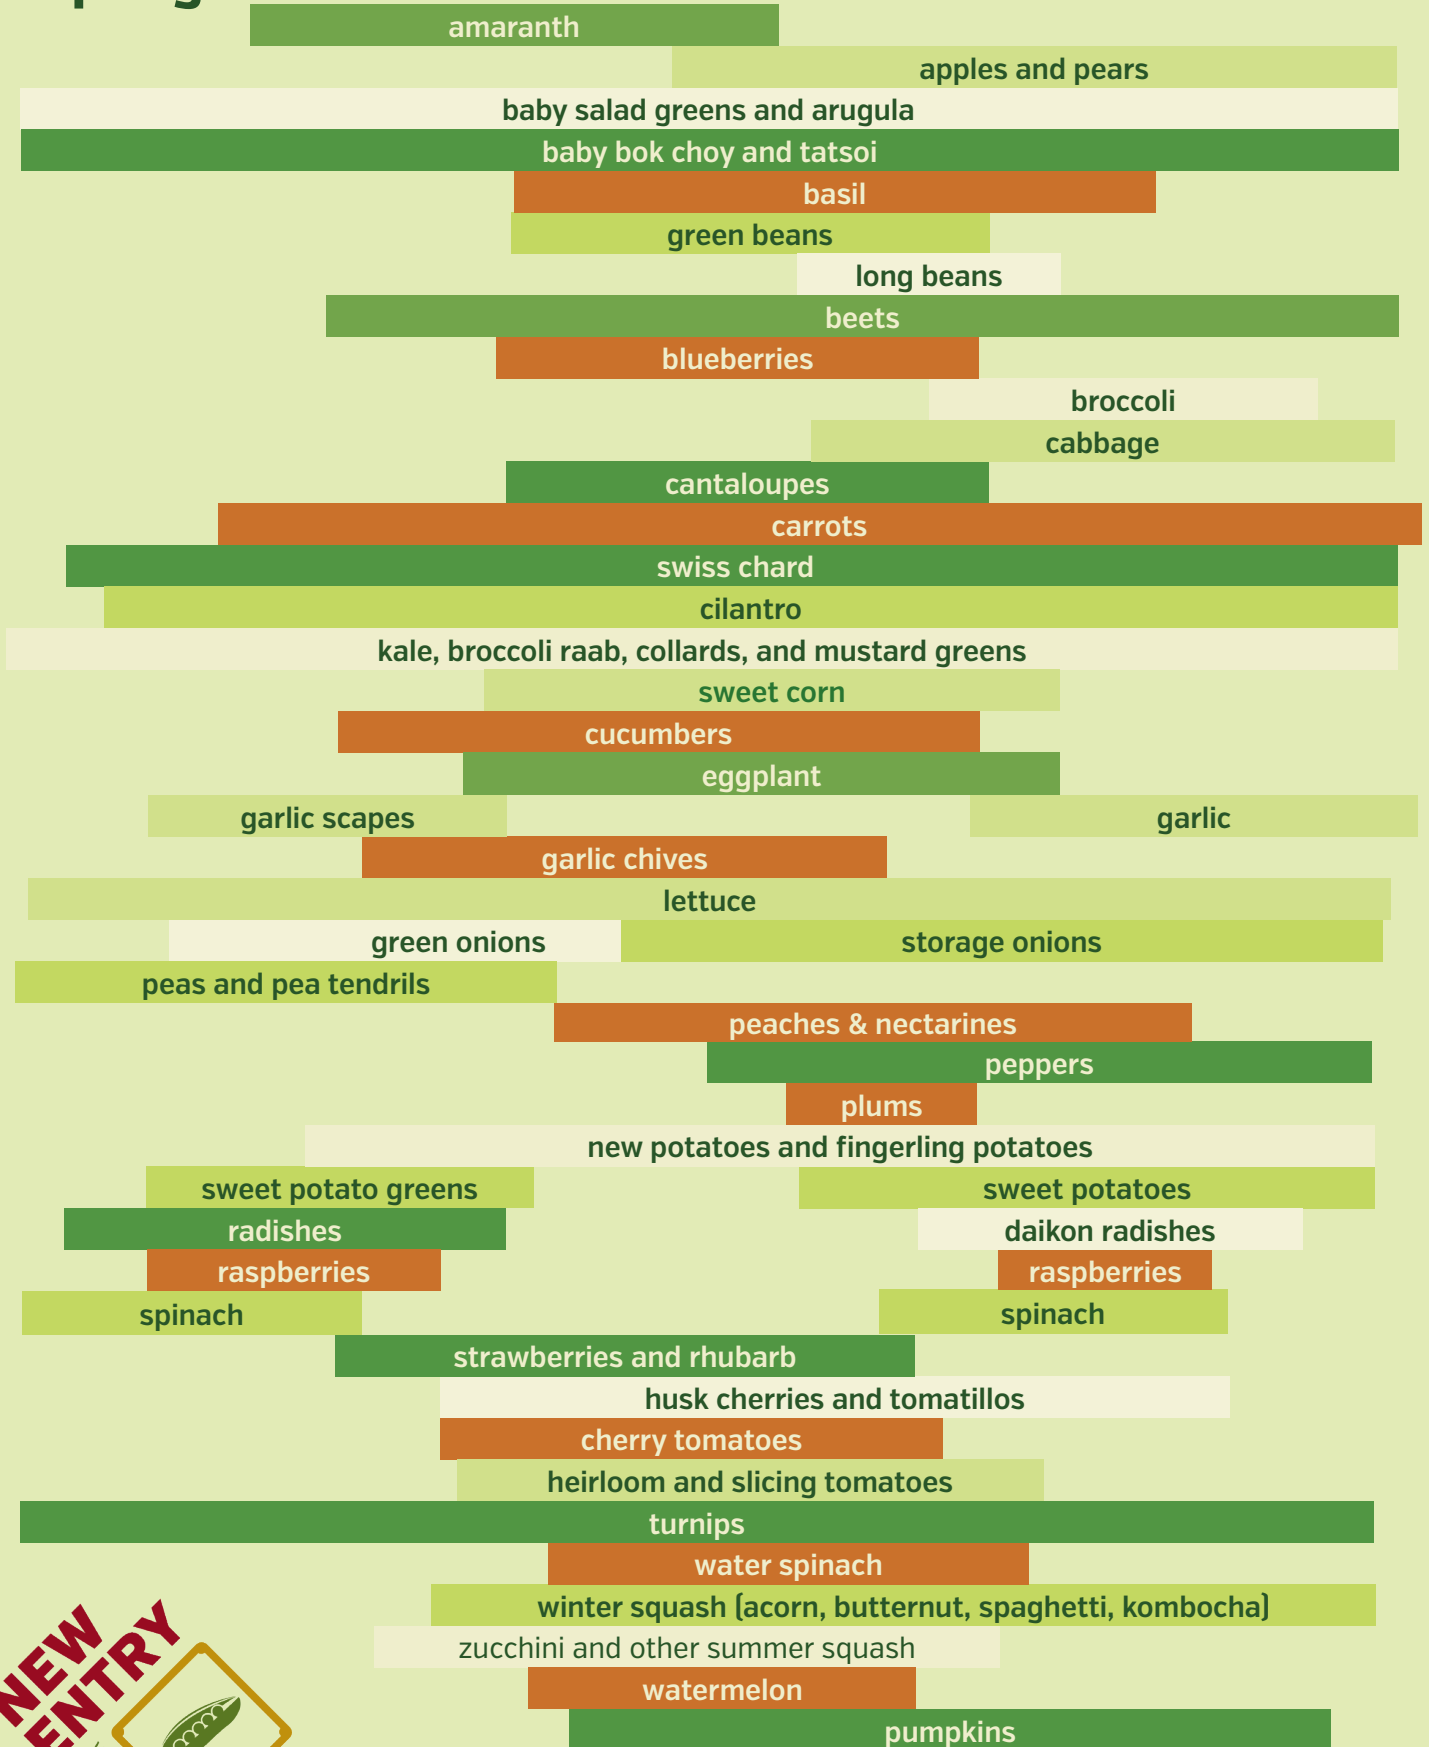 amaranth
apples and pears
baby salad greens and arugula
baby bok choy and tatsoi
basil
green beans
long beans
beets
blueberries
broccoli
cabbage
cantaloupes
carrots
swiss chard
cilantro
kale, broccoli raab, collards, and mustard greens
sweet corn
cucumbers
eggplant
garlic scapes garlic
garlic chives
lettuce
green onions storage onions
peas and pea tendrils
peaches & nectarines
peppers
plums
new potatoes and fingerling potatoes
sweet potato greens sweet potatoes
radishes daikon radishes
raspberries raspberries
spinach spinach
strawberries and rhubarb
husk cherries and tomatillos
cherry tomatoes
heirloom and slicing tomatoes
turnips
water spinach
winter squash (acorn, butternut, spaghetti, kombocha)
zucchini and other summer squash
watermelon
pumpkins
NEW
ENTRY